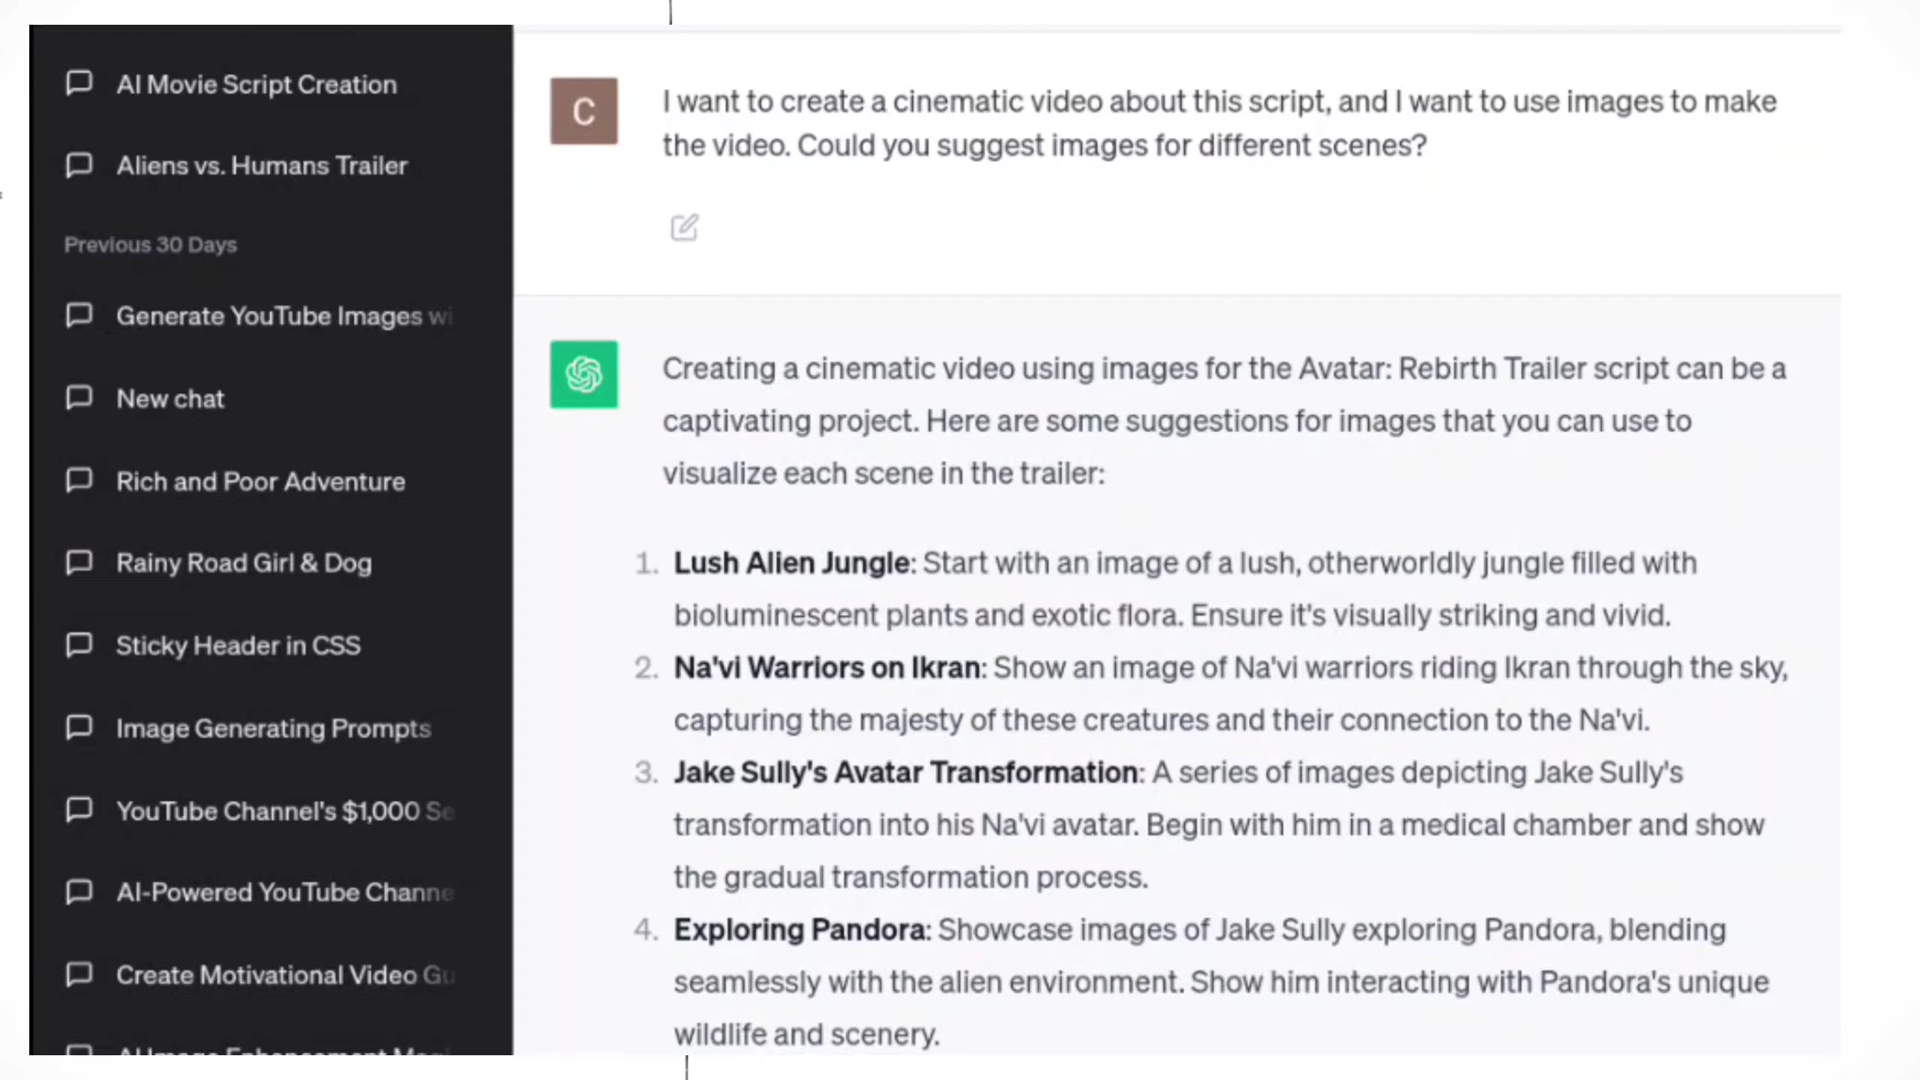 AI Movie Script Creation
Aliens vs. Humans Trailer
Previous 30 Days
Generate YouTube Images wi
New chat
Rich and Poor Adventure
Rainy Road Girl & Dog
Sticky Header in CSS
Image Generating Prompts
YouTube Channel's $1,000 Se
AI-Powered YouTube Channe
Create Motivational Video Gu
AI Image Enhancement
C
I want to create a cinematic video about this script, and I want to use images to make
the video. Could you suggest images for different scenes?
Creating a cinematic video using images for the Avatar: Rebirth Trailer script can be a
captivating project. Here are some suggestions for images that you can use to
visualize each scene in the trailer:
1. Lush Alien Jungle: Start with an image of a lush, otherworldly jungle filled with
bioluminescent plants and exotic flora. Ensure it's visually striking and vivid.
2. Na'vi Warriors on Ikran: Show an image of Na'vi warriors riding Ikran through the sky,
capturing the majesty of these creatures and their connection to the Na'vi.
3. Jake Sully's Avatar Transformation: A series of images depicting Jake Sully's
transformation into his Na'vi avatar. Begin with him in a medical chamber and show
the gradual transformation process.
4. Exploring Pandora: Showcase images of Jake Sully exploring Pandora, blending
seamlessly with the alien environment. Show him interacting with Pandora's unique
wildlife and scenery.